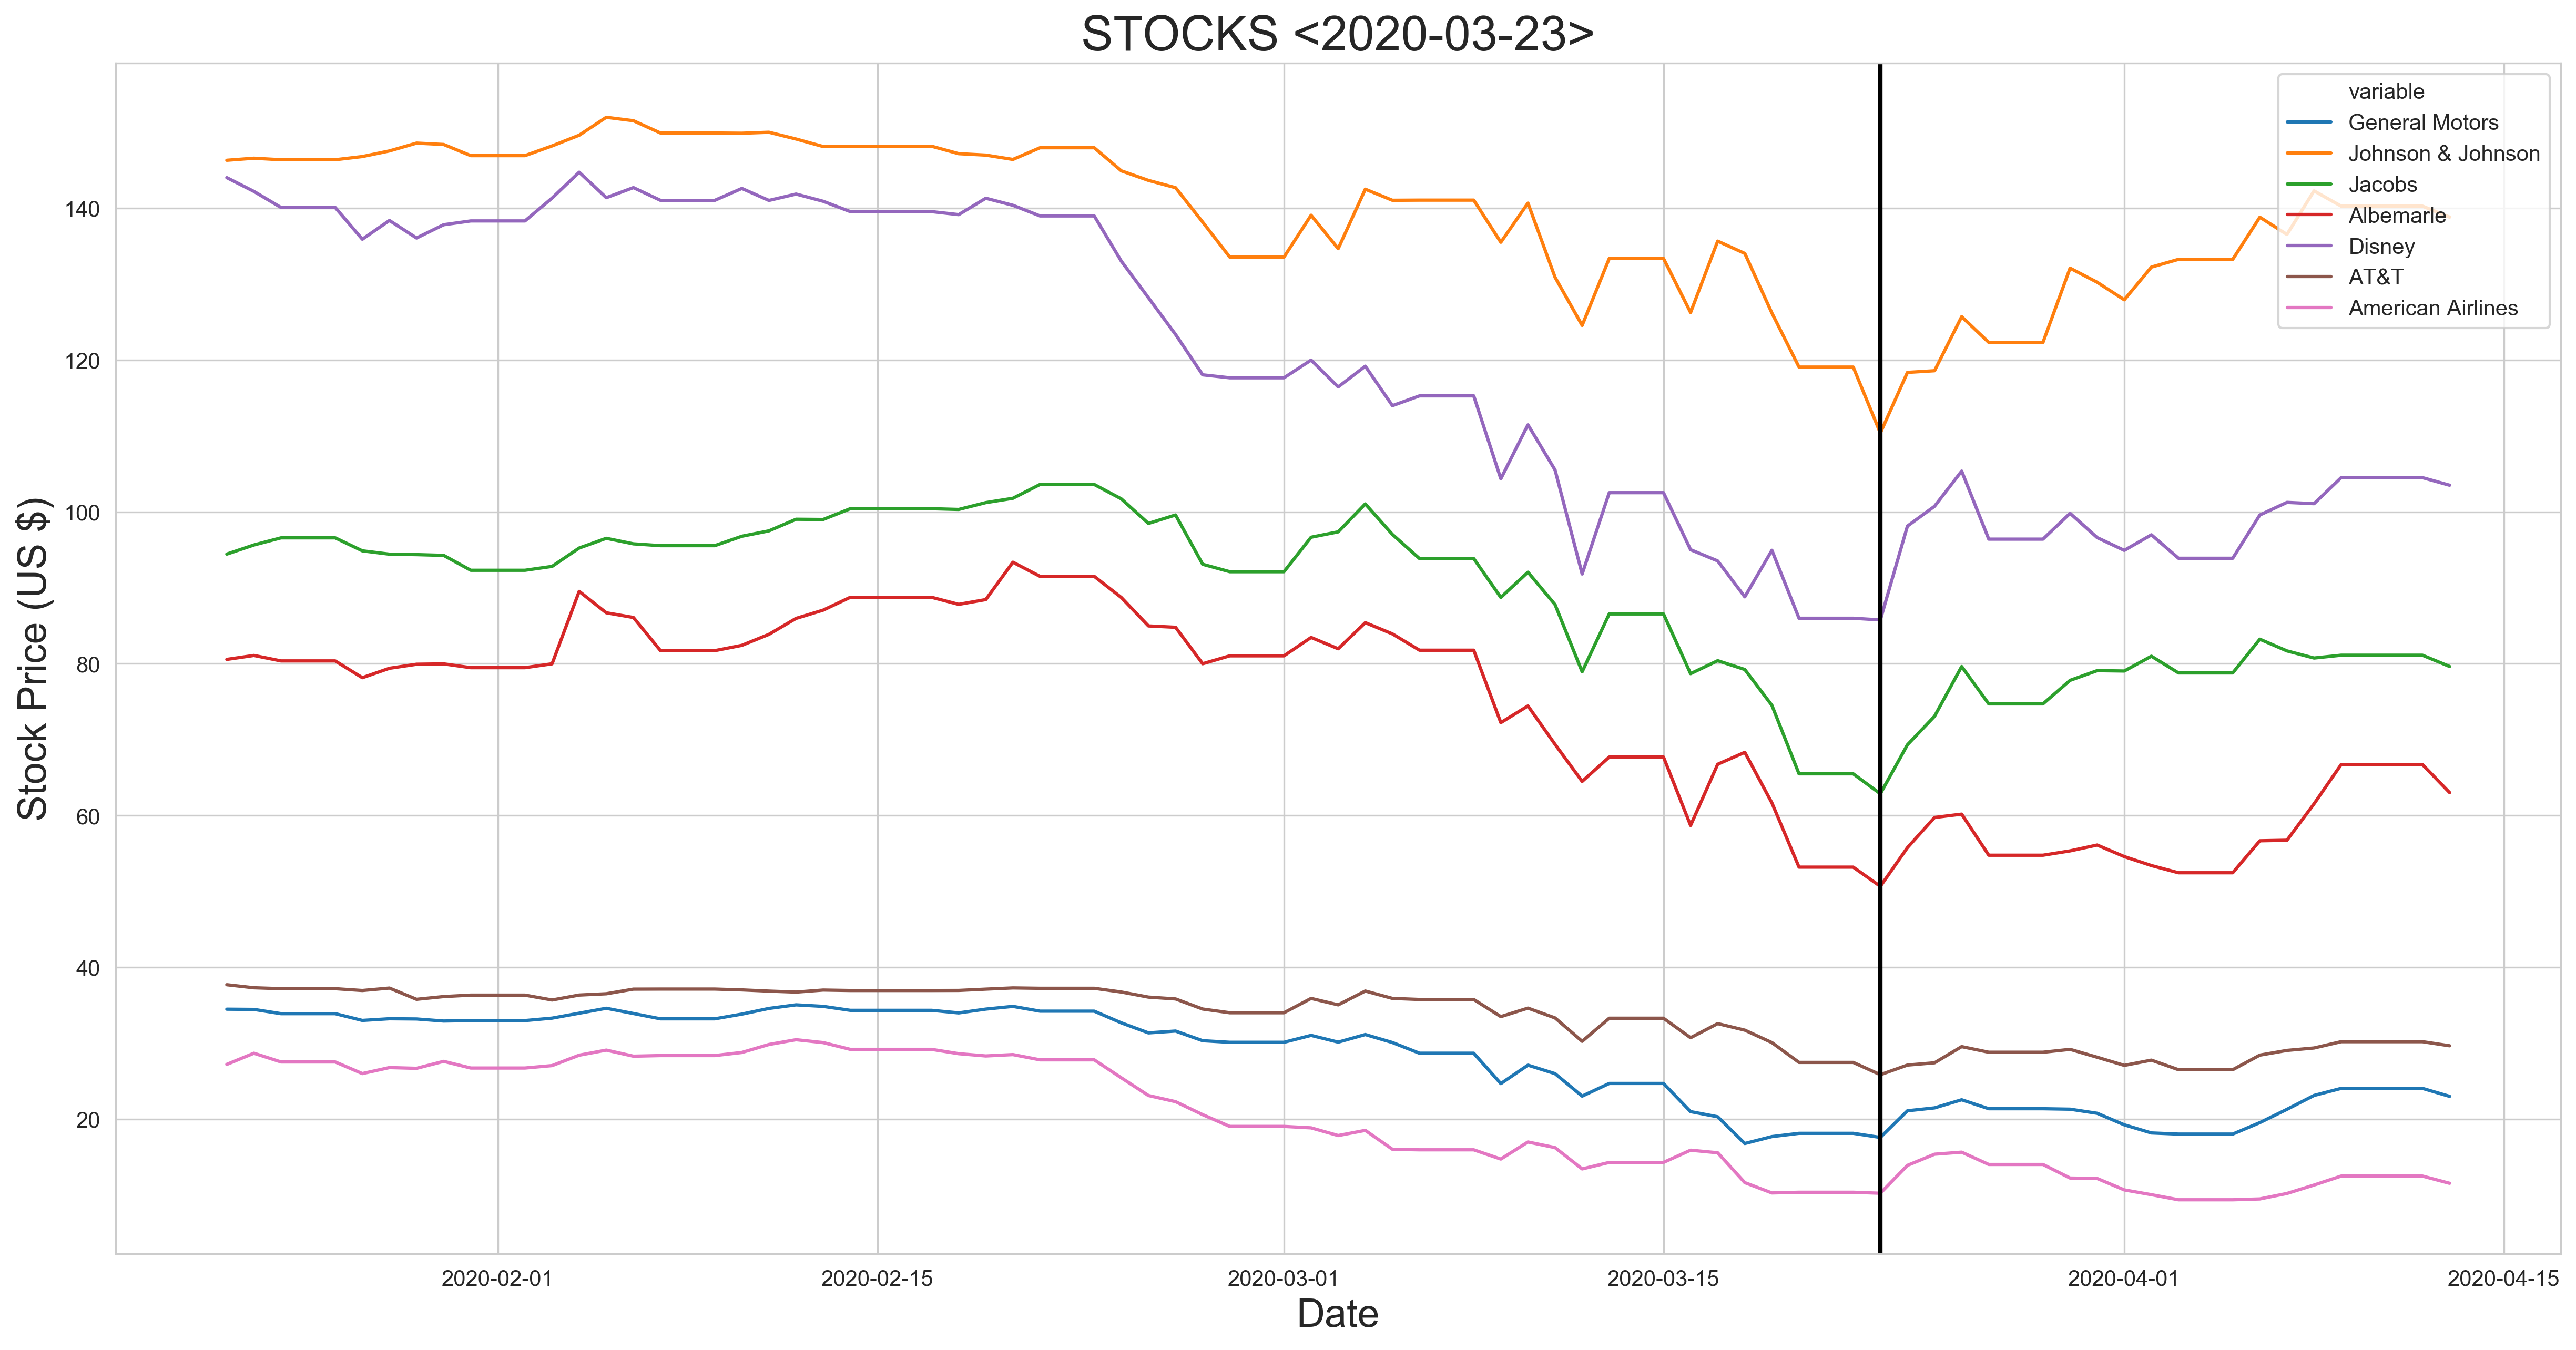 STOCKS <2020-03-23>
variable
General Motors
Johnson & Johnson
Jacobs
Albemarle
Disney
AT&T
American Airlines
Stock Price (US $)
140
120
100
80
60
40
20
2020-02-01
2020-02-15
2020-03-01
2020-03-15
2020-04-01
2020-04-15
Date